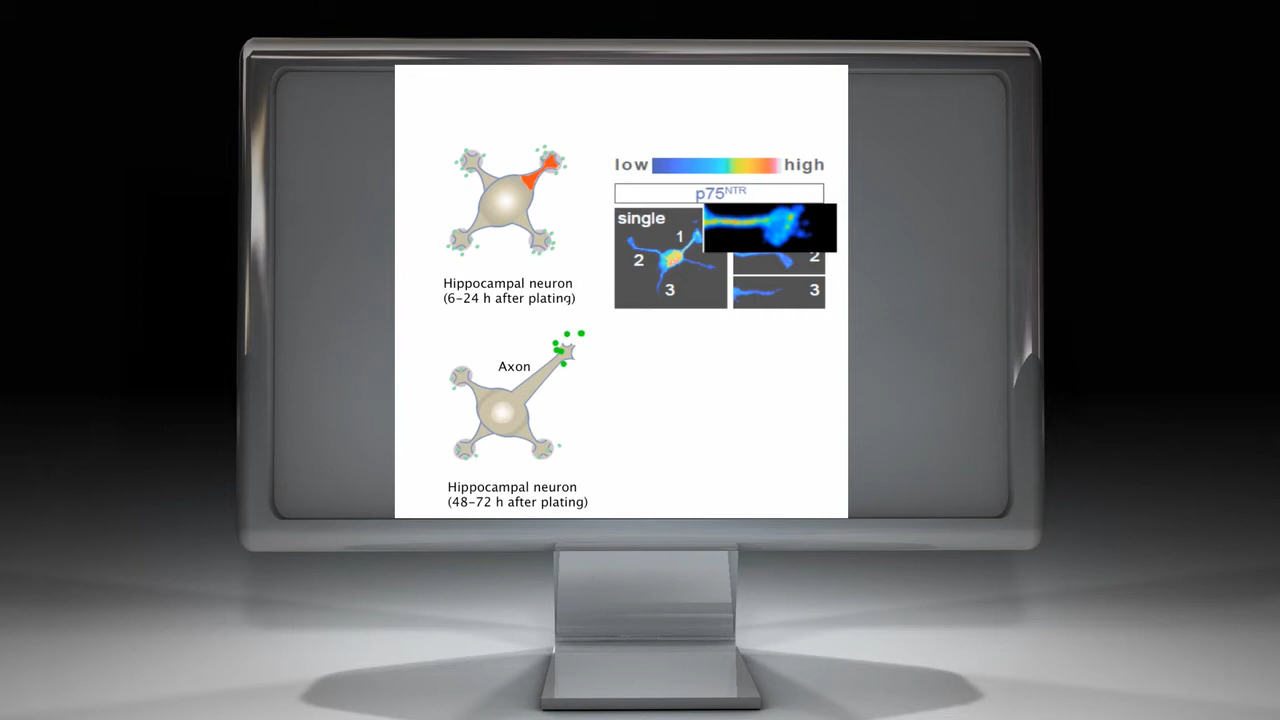 low
high
p75NTR
single
1
2
3
2
3
Hippocampal neuron
(6-24 h after plating)
Axon
Hippocampal neuron
(48-72 h after plating)